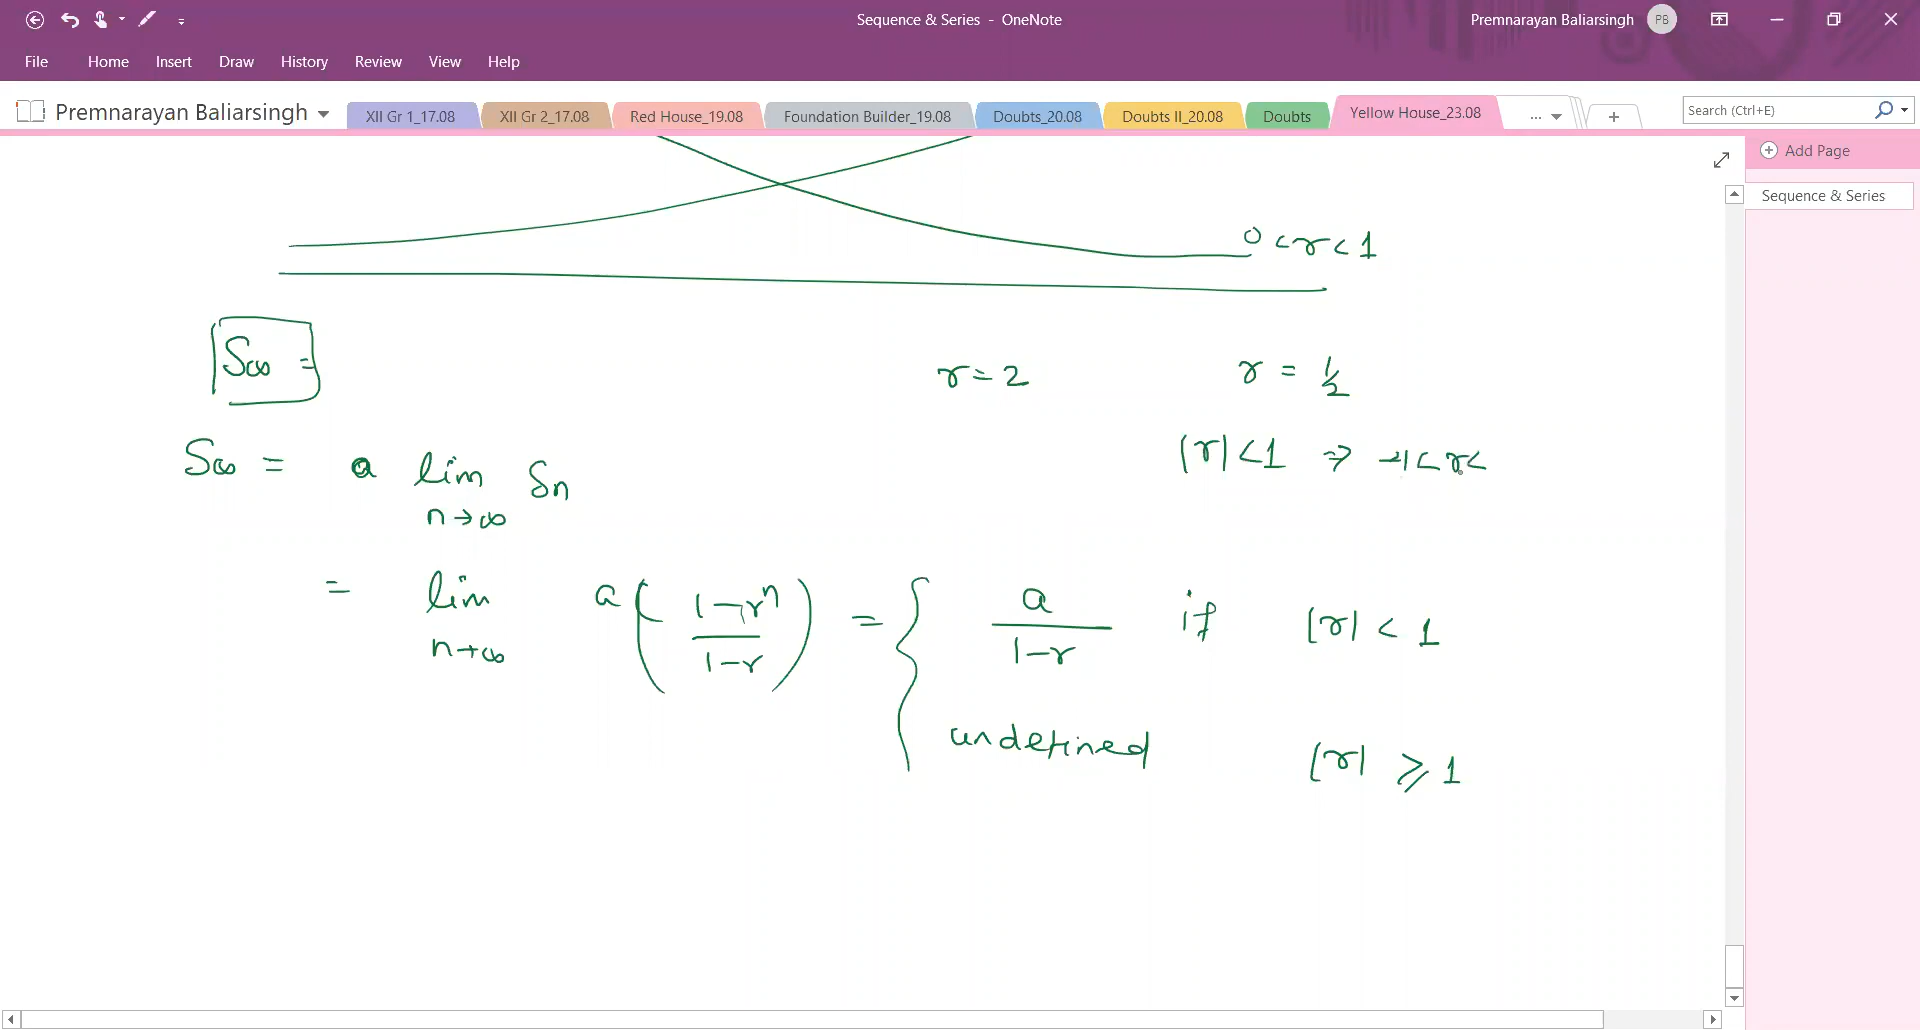 Sequence & Series - OneNote
Premnarayan Baliarsingh PB
File Home Insert Draw History Review View Help
Premnarayan Baliarsingh XII Gr 1_17.08 XII Gr 2_17.08 Red House_19.08 Foundation Builder_19.08 Doubts_20.08 Doubts II_20.08 Doubts Yellow House_23.08 ... + Search (Ctrl+E)
+ Add Page
Sequence & Series
0 < r < 1
S∞ =
r = 2 r = 1/2
|r| < 1 ⇒ -1 < r <
S∞ = a lim Sn
n→∞
= lim a ( (1-r^n)/(1-r) ) = { a/(1-r) if |r| < 1
n→∞
undefined |r| ≥ 1